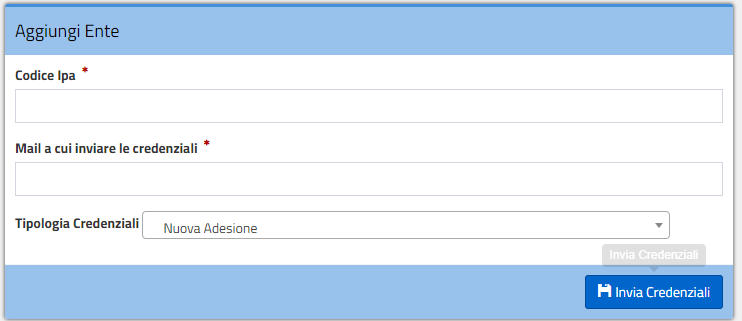 Aggiungi Ente
Codice Ipa *
Mail a cui inviare le credenziali *
Tipologia Credenziali Nuova Adesione
Invia Credenziali
Invia Credenziali